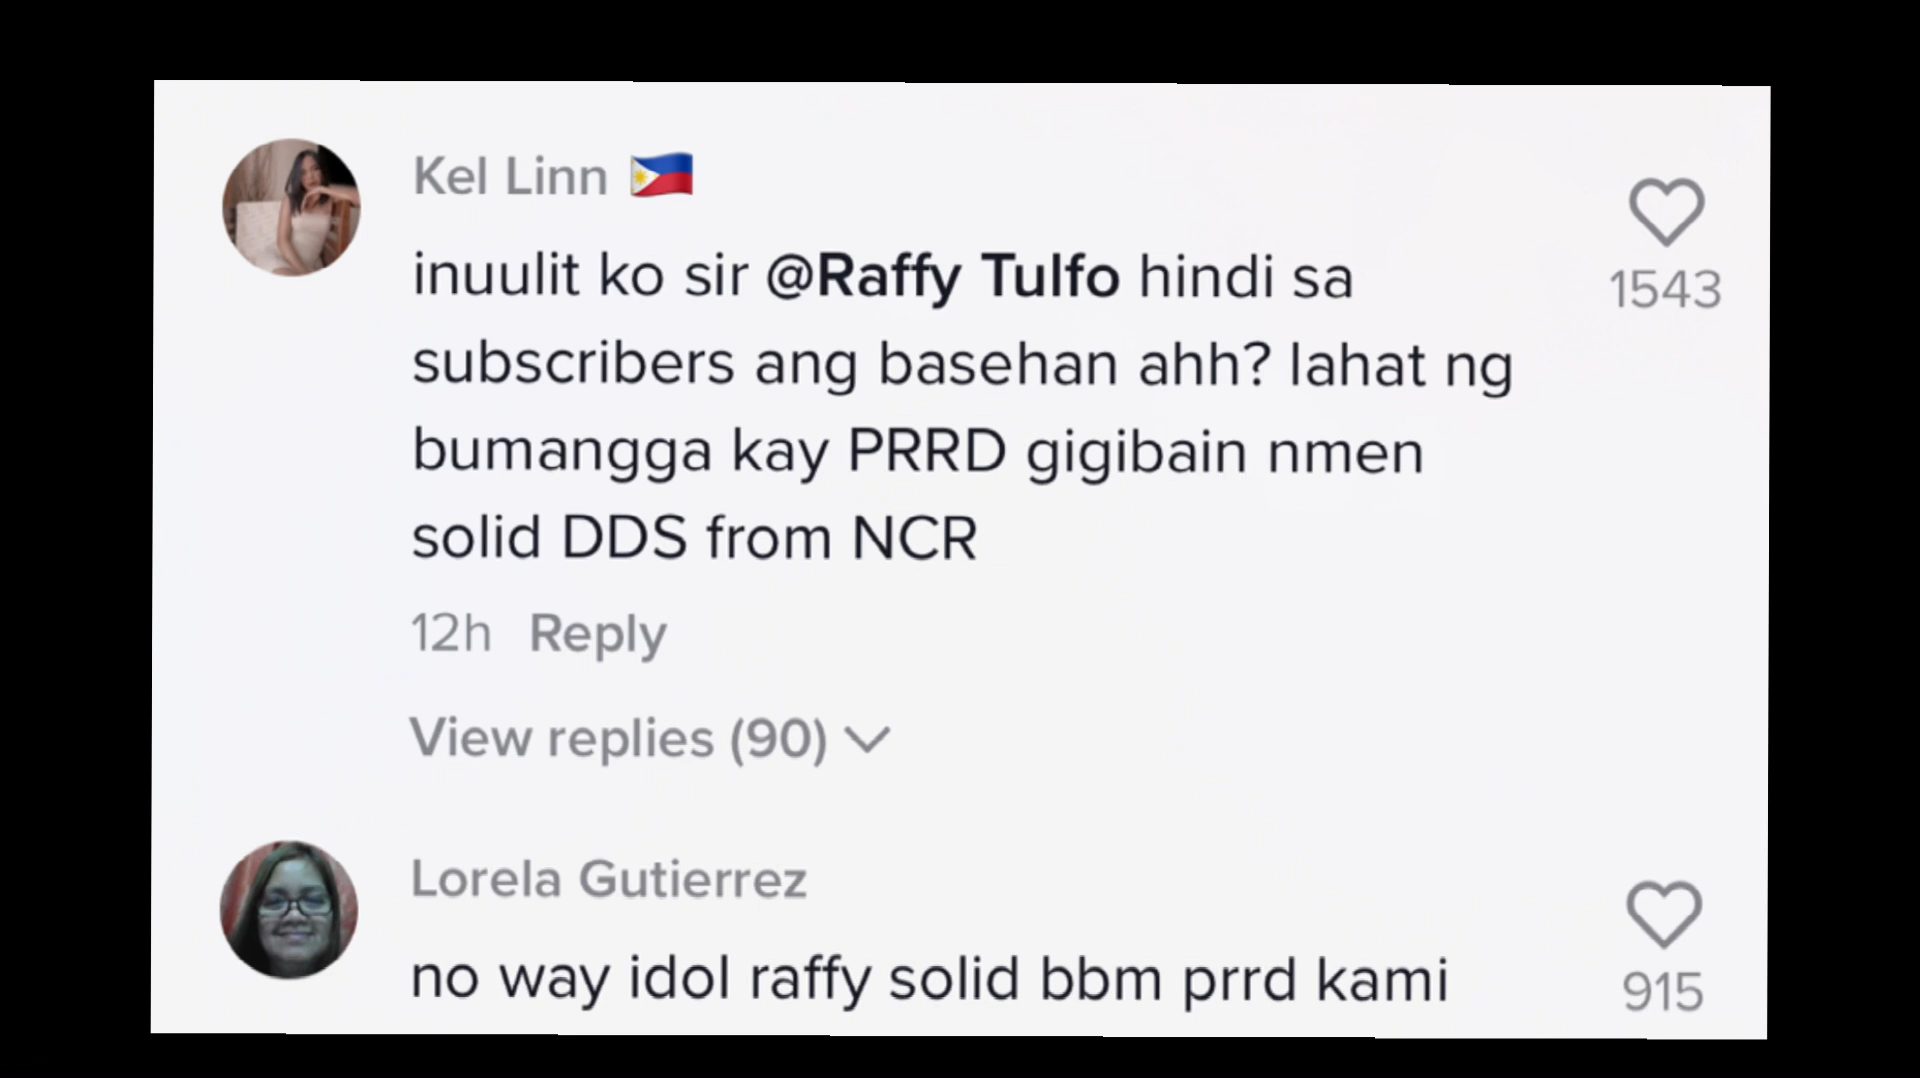 Kel Linn 🇵🇭
inuulit ko sir @Raffy Tulfo hindi sa
1543
subscribers ang basehan ahh? lahat ng
bumangga kay PRRD gigibain nmen
solid DDS from NCR
12h Reply
View replies (90)
Lorela Gutierrez
no way idol raffy solid bbm prrd kami
915